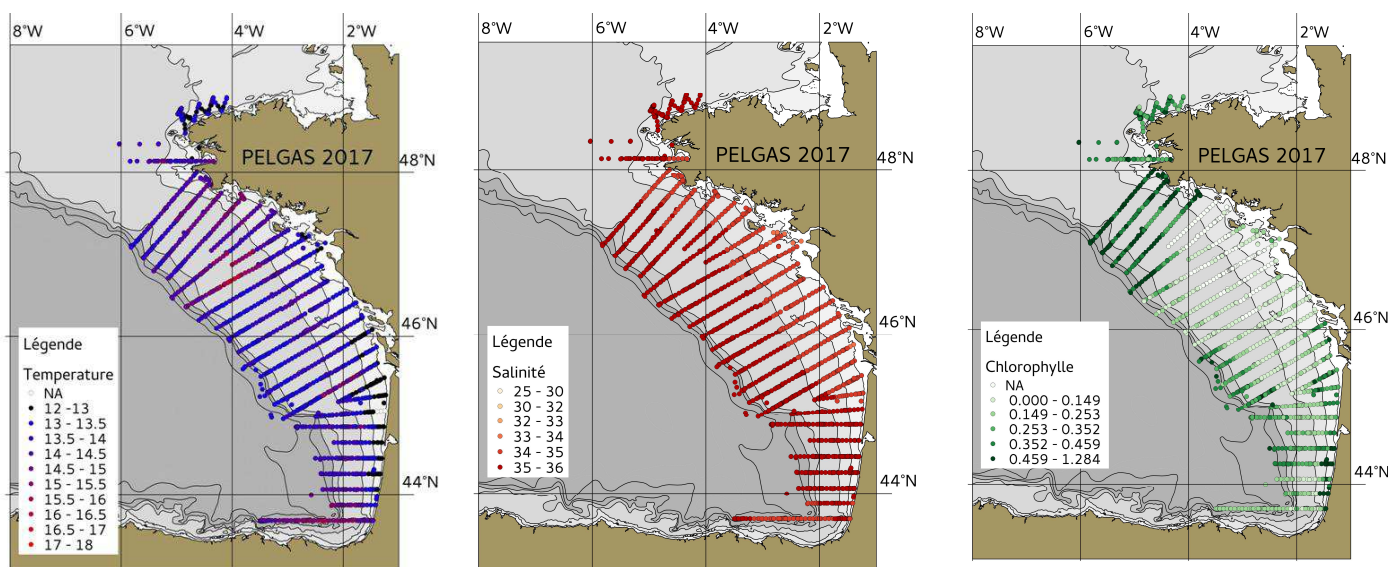 8°W 6°W 4°W 2°W
PELGAS 2017
48°N
46°N
44°N
Légende
Temperature
NA
12 -13
13 - 13.5
13.5 - 14
14 - 14.5
14.5 - 15
15 - 15.5
15.5 - 16
16 - 16.5
16.5 - 17
17 - 18
8°W 6°W 4°W 2°W
PELGAS 2017
48°N
46°N
44°N
Légende
Salinité
25 - 30
30 - 32
32 - 33
33 - 34
34 - 35
35 - 36
8°W 6°W 4°W 2°W
PELGAS 2017
48°N
46°N
44°N
Légende
Chlorophylle
NA
0.000 - 0.149
0.149 - 0.253
0.253 - 0.352
0.352 - 0.459
0.459 - 1.284